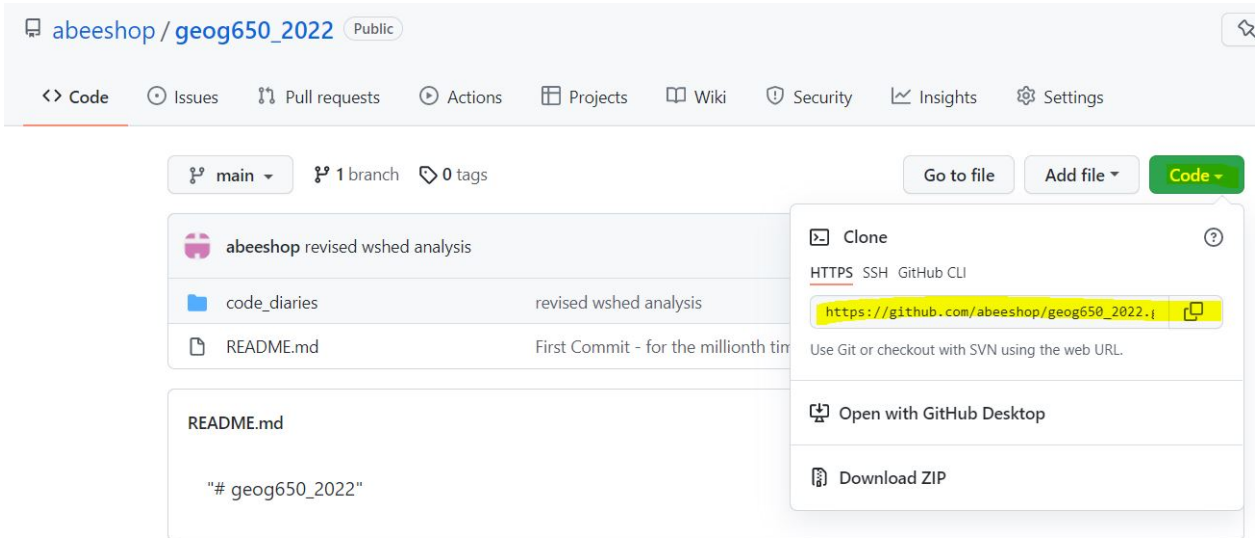 abeeshop / geog650_2022 Public
Code Issues Pull requests Actions Projects Wiki Security Insights Settings
main 1 branch 0 tags Go to file Add file Code
abeeshop revised wshed analysis
code_diaries revised wshed analysis
README.md First Commit - for the millionth tim
Clone
HTTPS SSH GitHub CLI
https://github.com/abeeshop/geog650_2022.g
Use Git or checkout with SVN using the web URL.
Open with GitHub Desktop
Download ZIP
README.md
"# geog650_2022"